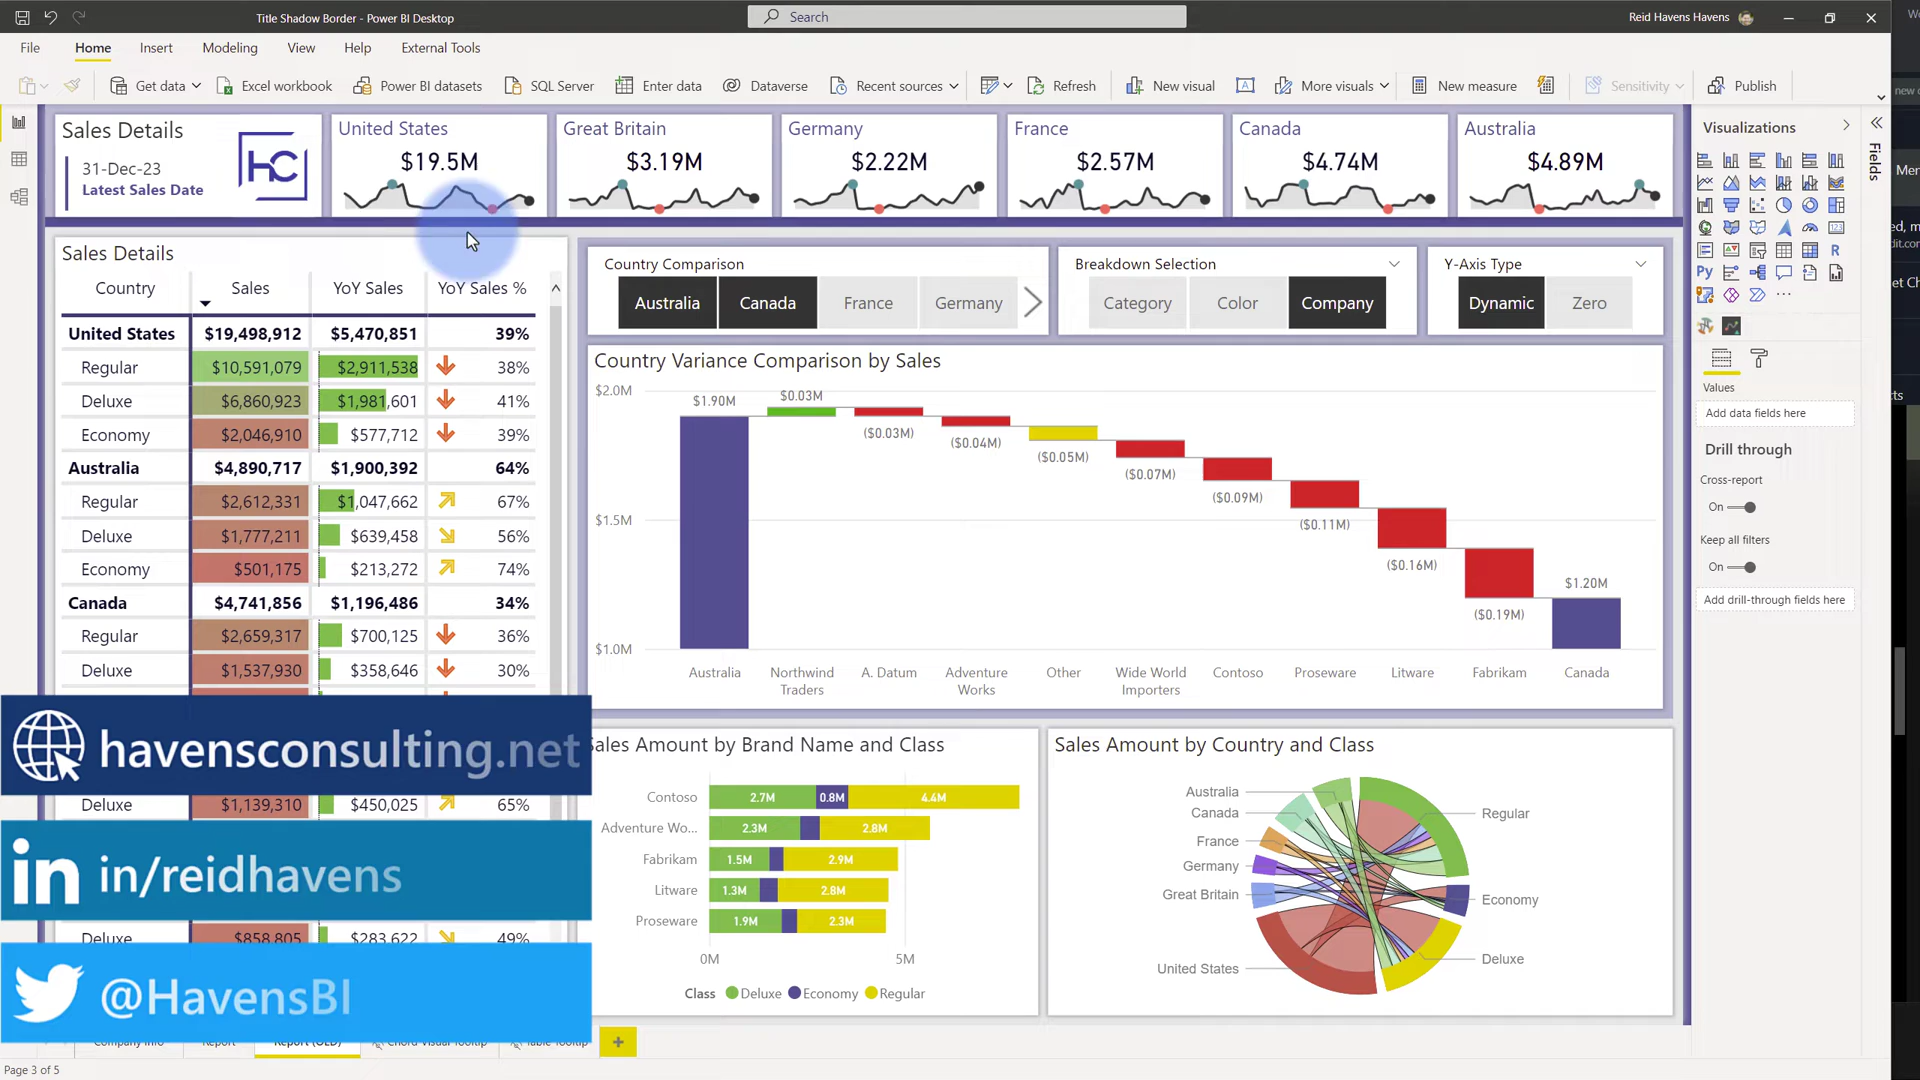 Title Shadow Border - Power BI Desktop
Search
Reid Havens Havens
File
Home
Insert
Modeling
View
Help
External Tools
Get data
Excel workbook
Power BI datasets
SQL Server
Enter data
Dataverse
Recent sources
Refresh
New visual
More visuals
New measure
Sensitivity
Publish
Sales Details
31-Dec-23
Latest Sales Date
HC
United States
$19.5M
Great Britain
$3.19M
Germany
$2.22M
France
$2.57M
Canada
$4.74M
Australia
$4.89M
Sales Details
Country Sales YoY Sales YoY Sales %
United States $19,498,912 $5,470,851 39%
Regular $10,591,079 $2,911,538 38%
Deluxe $6,860,923 $1,981,601 41%
Economy $2,046,910 $577,712 39%
Australia $4,890,717 $1,900,392 64%
Regular $2,612,331 $1,047,662 67%
Deluxe $1,777,211 $639,458 56%
Economy $501,175 $213,272 74%
Canada $4,741,856 $1,196,486 34%
Regular $2,659,317 $700,125 36%
Deluxe $1,537,930 $358,646 30%
havensconsulting.net
Deluxe $1,139,310 $450,025 65%
in in/reidhavens
Deluxe $858,805 $283,622 49%
@HavensBI
Country Comparison
Australia
Canada
France
Germany
Breakdown Selection
Category
Color
Company
Y-Axis Type
Dynamic
Zero
Country Variance Comparison by Sales
$2.0M
$1.5M
$1.0M
$1.90M
$0.03M
($0.03M)
($0.04M)
($0.05M)
($0.07M)
($0.09M)
($0.11M)
($0.16M)
($0.19M)
$1.20M
Australia
Northwind
Traders
A. Datum
Adventure
Works
Other
Wide World
Importers
Contoso
Proseware
Litware
Fabrikam
Canada
Sales Amount by Brand Name and Class
Contoso 2.7M 0.8M 4.4M
Adventure Wo... 2.3M 2.8M
Fabrikam 1.5M 2.9M
Litware 1.3M 2.8M
Proseware 1.9M 2.3M
0M 5M
Class Deluxe Economy Regular
Sales Amount by Country and Class
Australia
Canada
France
Germany
Great Britain
United States
Regular
Economy
Deluxe
Visualizations
Fields
R
Py
123
Values
Add data fields here
Drill through
Cross-report
On
Keep all filters
On
Add drill-through fields here
Company Info
Report
Report (OLD)
Chord Visual Tooltip
Table Tooltip
+
Page 3 of 5